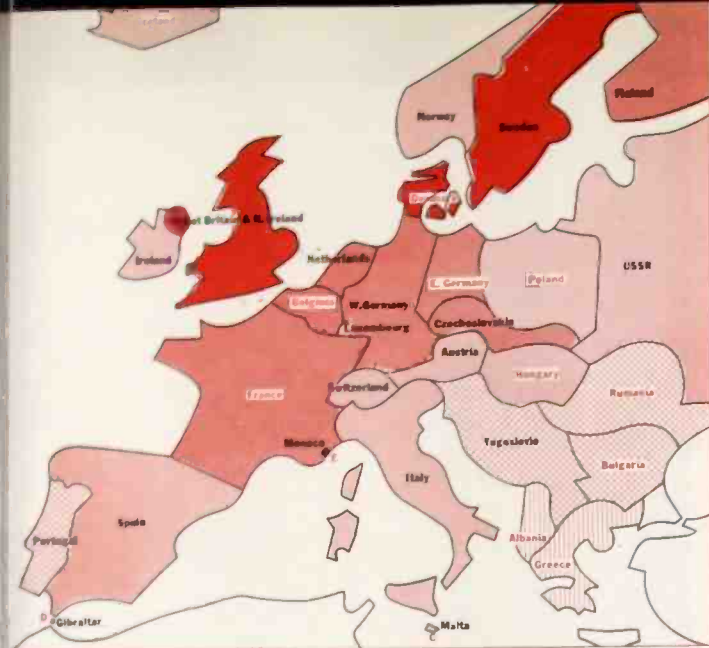 Norway
Finland
Sweden
Denmark
Great Britain & N. Ireland
Ireland
Netherlands
USSR
E. Germany
Poland
Belgium
W. Germany
Luxembourg
Czechoslovakia
Austria
Hungary
Switzerland
France
Rumania
Monaco
E
Yugoslavia
Bulgaria
Italy
Spain
Portugal
Albania
Greece
D
Gibraltar
Malta
C